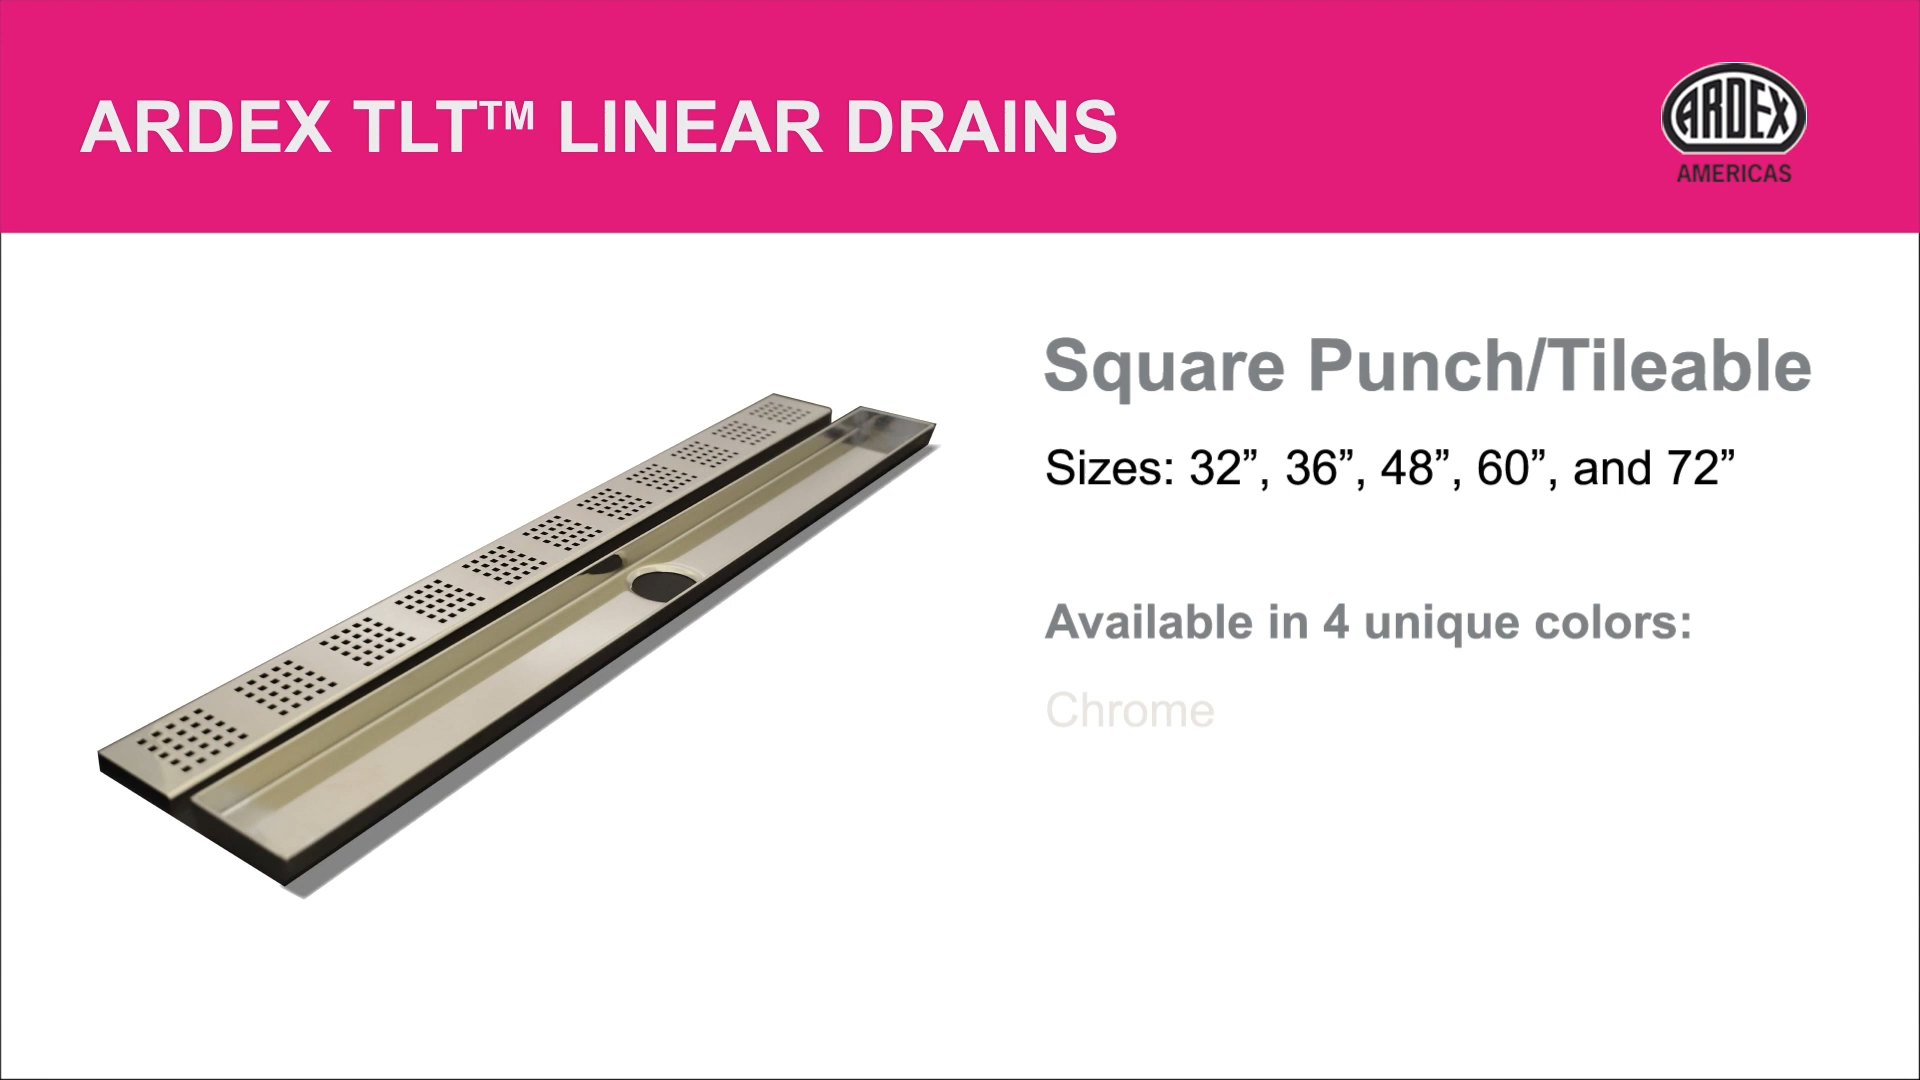 ARDEX TLT™ LINEAR DRAINS
ARDEX
AMERICAS
Square Punch/Tileable
Sizes: 32”, 36”, 48”, 60”, and 72”
Available in 4 unique colors:
Chrome